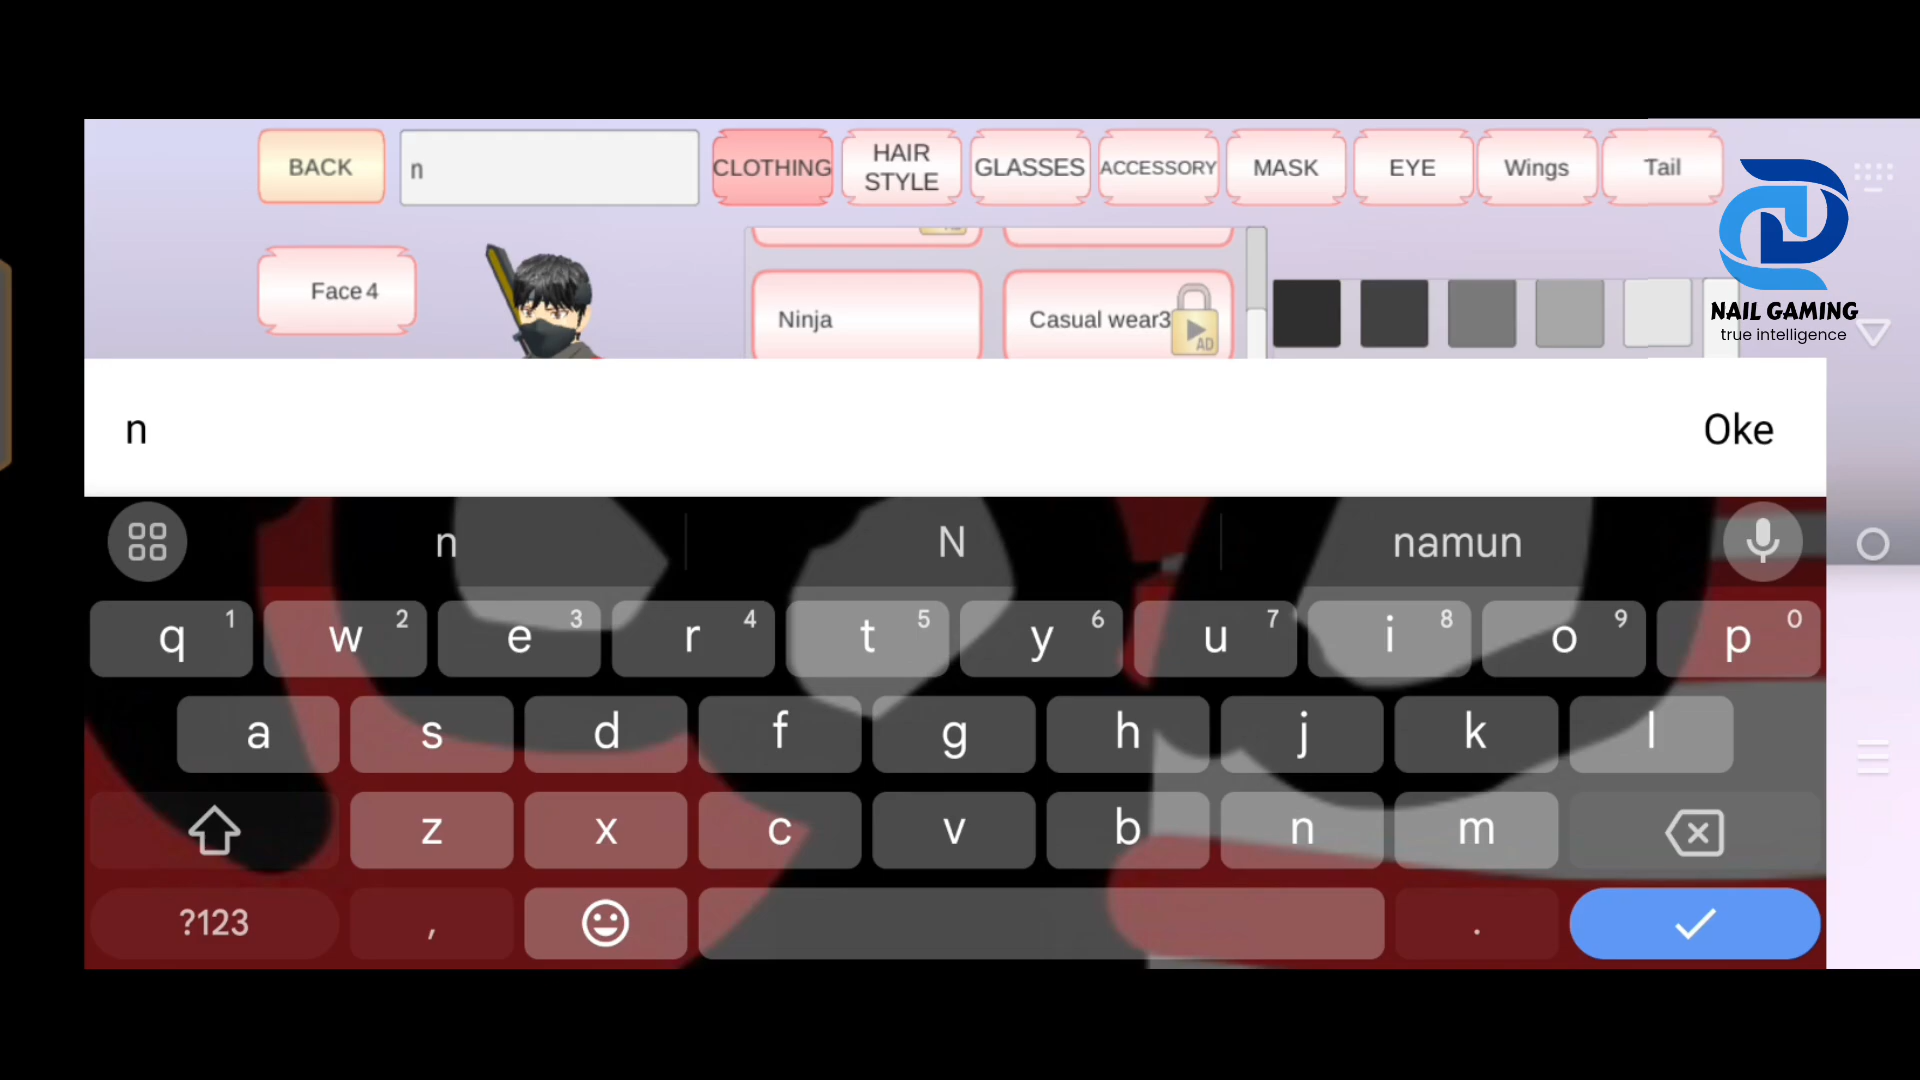 BACK
n
CLOTHING
HAIR
STYLE
GLASSES
ACCESSORY
MASK
EYE
Wings
Tail
Face 4
Ninja
Casual wear3
AD
NAIL GAMING
true intelligence
n
Oke
n
N
namun
q 1 w 2 e 3 r 4 t 5 y 6 u 7 i 8 o 9 p 0
a s d f g h j k l
z x c v b n m
?123 , .